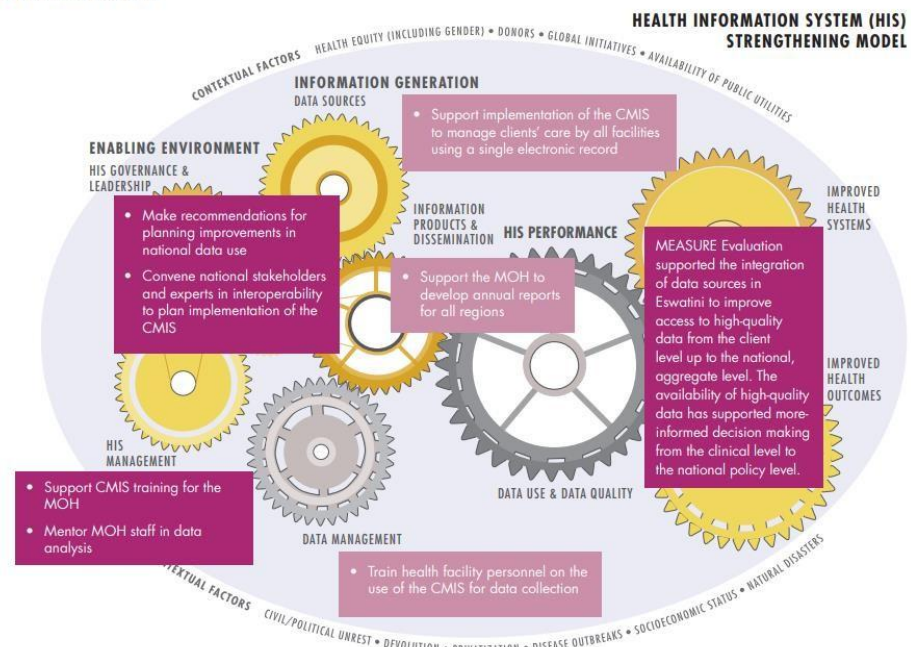 HEALTH INFORMATION SYSTEM (HIS)
STRENGTHENING MODEL
CONTEXTUAL FACTORS HEALTH EQUITY (INCLUDING GENDER) • DONORS • GLOBAL INITIATIVES • AVAILABILITY OF PUBLIC UTILITIES
INFORMATION GENERATION
DATA SOURCES
• Support implementation of the CMIS
to manage clients' care by all facilities
using a single electronic record
ENABLING ENVIRONMENT
HIS GOVERNANCE &
LEADERSHIP
• Make recommendations for
planning improvements in
national data use
• Convene national stakeholders
and experts in interoperability
to plan implementation of the
CMIS
INFORMATION
PRODUCTS &
DISSEMINATION
• Support the MOH to
develop annual reports
for all regions
HIS PERFORMANCE
IMPROVED
HEALTH
SYSTEMS
MEASURE Evaluation
supported the integration
of data sources in
Eswatini to improve
access to high-quality
data from the client
level up to the national,
aggregate level. The
availability of high-quality
data has supported more-
informed decision making
from the clinical level to
the national policy level.
IMPROVED
HEALTH
OUTCOMES
HIS
MANAGEMENT
• Support CMIS training for the
MOH
• Mentor MOH staff in data
analysis
DATA MANAGEMENT
DATA USE & DATA QUALITY
• Train health facility personnel on the
use of the CMIS for data collection
TEXTUAL FACTORS CIVIL/POLITICAL UNREST • DEVOLUTION • PRIVATIZATION • DISEASE OUTBREAKS • SOCIOECONOMIC STATUS • NATURAL DISASTERS